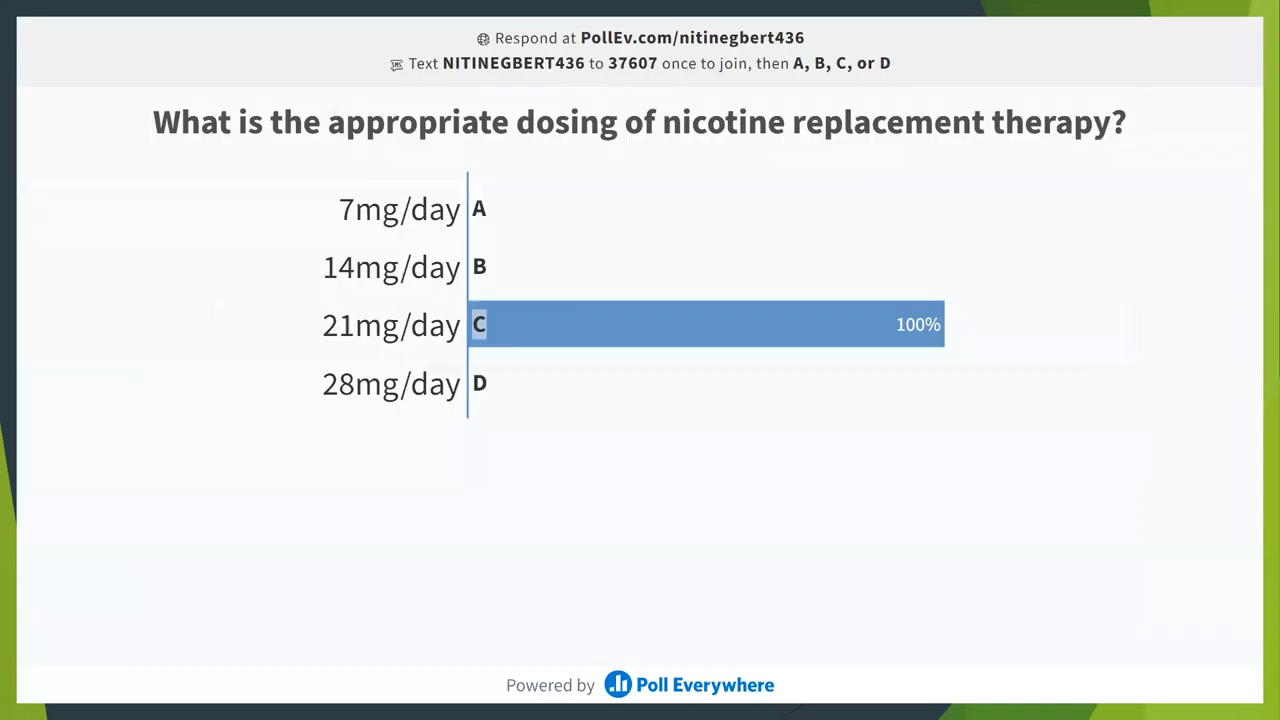 Respond at PollEv.com/nitinegbert436
Text NITINEGBERT436 to 37607 once to join, then A, B, C, or D
What is the appropriate dosing of nicotine replacement therapy?
7mg/day A
14mg/day B
21mg/day C 100%
28mg/day D
Powered by Poll Everywhere